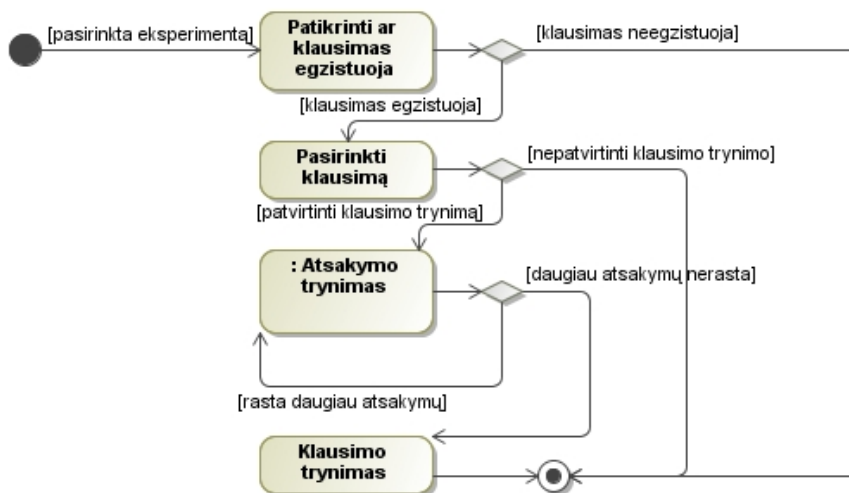 [pasirinkta eksperimentą]
Patikrinti ar
klausimas
egzistuoja
[klausimas neegzistuoja]
[klausimas egzistuoja]
Pasirinkti
klausimą
[nepatvirtinti klausimo trynimo]
[patvirtinti klausimo trynimą]
: Atsakymo
trynimas
[daugiau atsakymų nerasta]
[rasta daugiau atsakymų]
Klausimo
trynimas